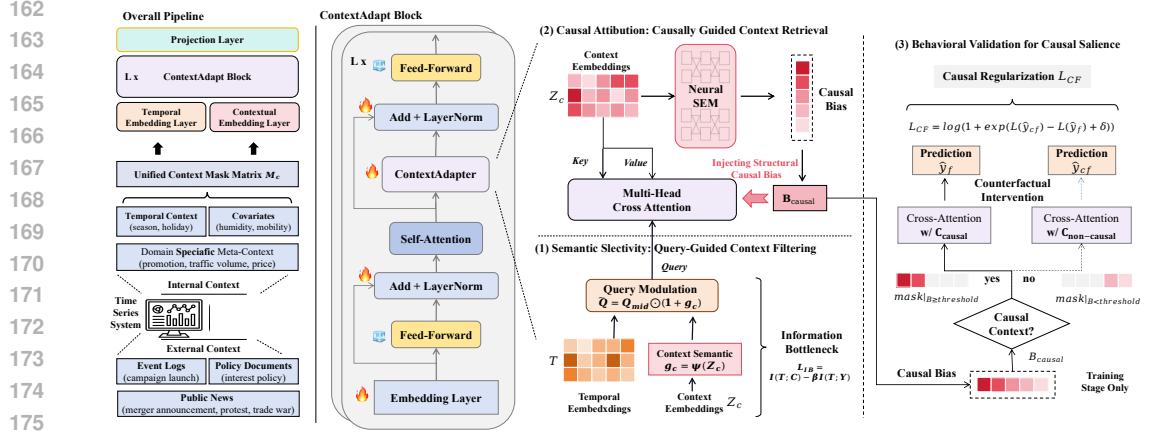 162
163
164
165
166
167
168
169
170
171
172
173
174
175
Overall Pipeline
Projection Layer
L x ContextAdapt Block
Temporal
Embedding Layer
Contextual
Embedding Layer
Unified Context Mask Matrix M_c
Temporal Context
(season, holiday)
Covariates
(humidity, mobility)
Domain Speciafic Meta-Context
(promotion, traffic volume, price)
Internal Context
Time
Series
System
External Context
Event Logs
(campaign launch)
Policy Documents
(interest policy)
Public News
(merger announcement, protest, trade war)
ContextAdapt Block
L x
Feed-Forward
Add + LayerNorm
ContextAdapter
Self-Attention
Add + LayerNorm
Feed-Forward
Embedding Layer
(2) Causal Attibution: Causally Guided Context Retrieval
Context
Embeddings
Z_c
Neural
SEM
Causal
Bias
Key
Value
Injecting Structural
Causal Bias
Multi-Head
Cross Attention
B_causal
(1) Semantic Slectivity: Query-Guided Context Filtering
Query
Query Modulation
Q̃ = Q_mid ⊙(1 + g_c)
T
Context Semantic
g_c = ψ(Z_c)
Temporal Embedxdings
Context
Embeddings
Z_c
Information
Bottleneck
L_IB =
I(T; C) − βI(T; Y)
(3) Behavioral Validation for Causal Salience
Causal Regularization L_CF
L_CF = log(1 + exp(L(ŷ_cf) − L(ŷ_f) + δ))
Prediction
ŷ_f
Prediction
ŷ_cf
Counterfactual
Intervention
Cross-Attention
w/ C_causal
Cross-Attention
w/ C_non−causal
yes
no
mask|_B≥threshold
mask|_B<threshold
Causal
Context?
B_causal
Causal Bias
Training
Stage Only